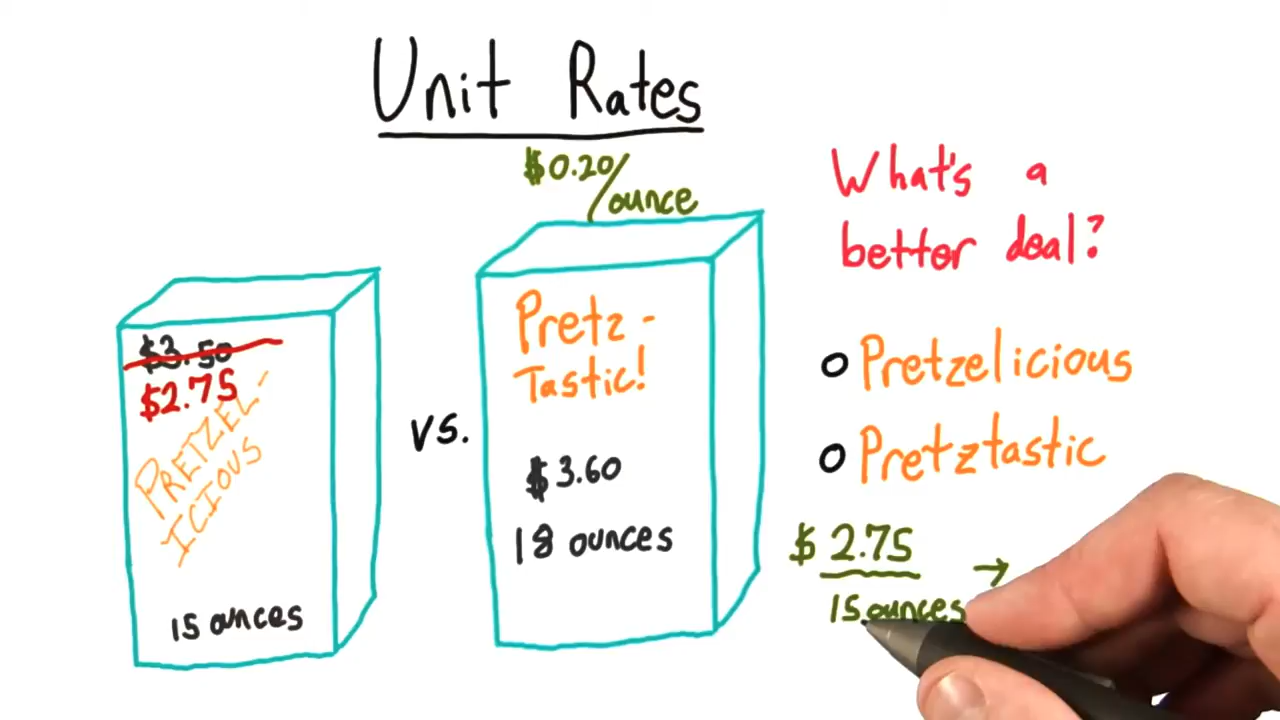 Unit Rates
$0.20/
ounce
What's a
better deal?
$3.50
$2.75
PRETZEL-
ICIOUS
15 ounces
vs.
Pretz-
Tastic!
$3.60
18 ounces
o Pretzelicious
o Pretztastic
$ 2.75 →
15 ounces